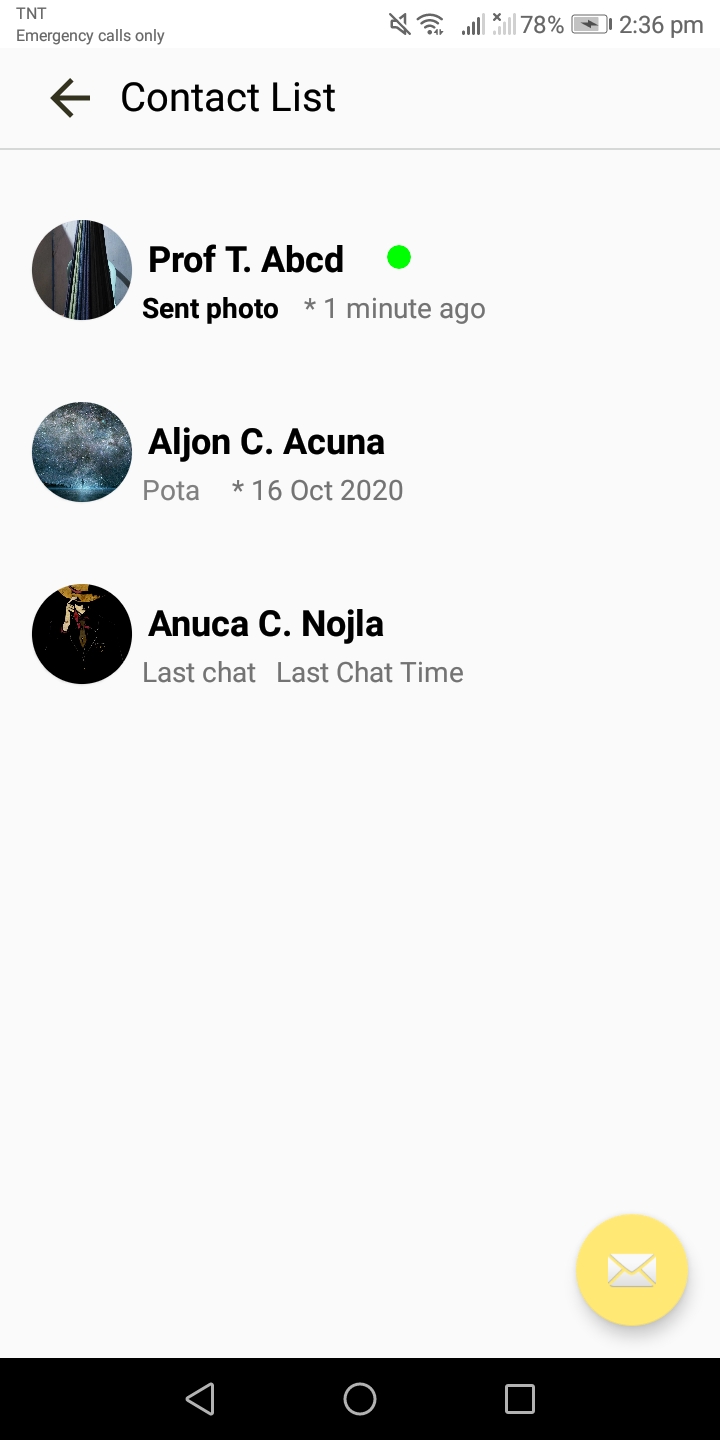 TNT
Emergency calls only
78% 2:36 pm
Contact List
Prof T. Abcd
Sent photo * 1 minute ago
Aljon C. Acuna
Pota * 16 Oct 2020
Anuca C. Nojla
Last chat Last Chat Time